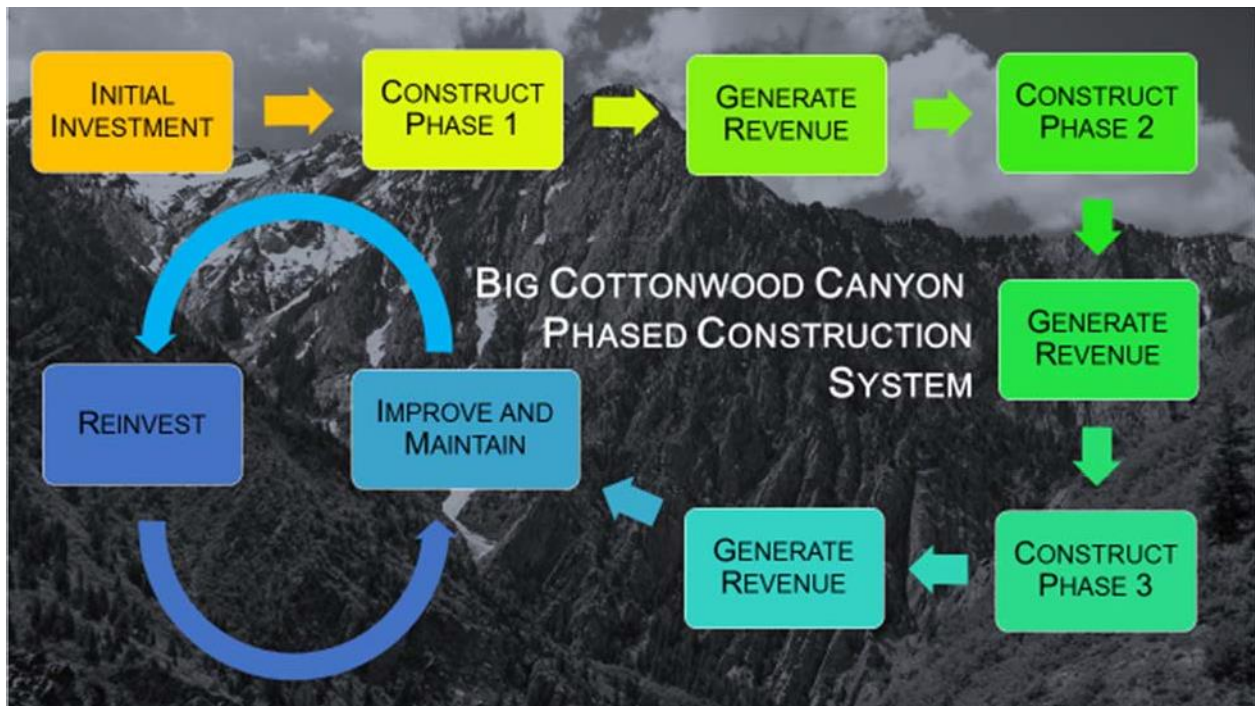 INITIAL
INVESTMENT
CONSTRUCT
PHASE 1
GENERATE
REVENUE
CONSTRUCT
PHASE 2
BIG COTTONWOOD CANYON
PHASED CONSTRUCTION
SYSTEM
GENERATE
REVENUE
REINVEST
IMPROVE AND
MAINTAIN
GENERATE
REVENUE
CONSTRUCT
PHASE 3